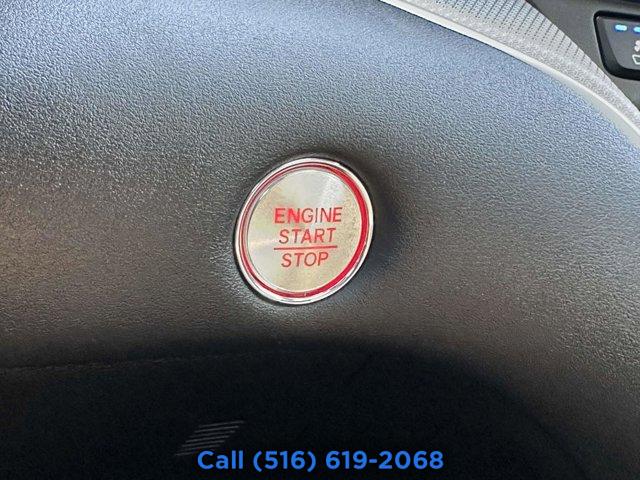 ENGINE
START
STOP
Call (516) 619-2068